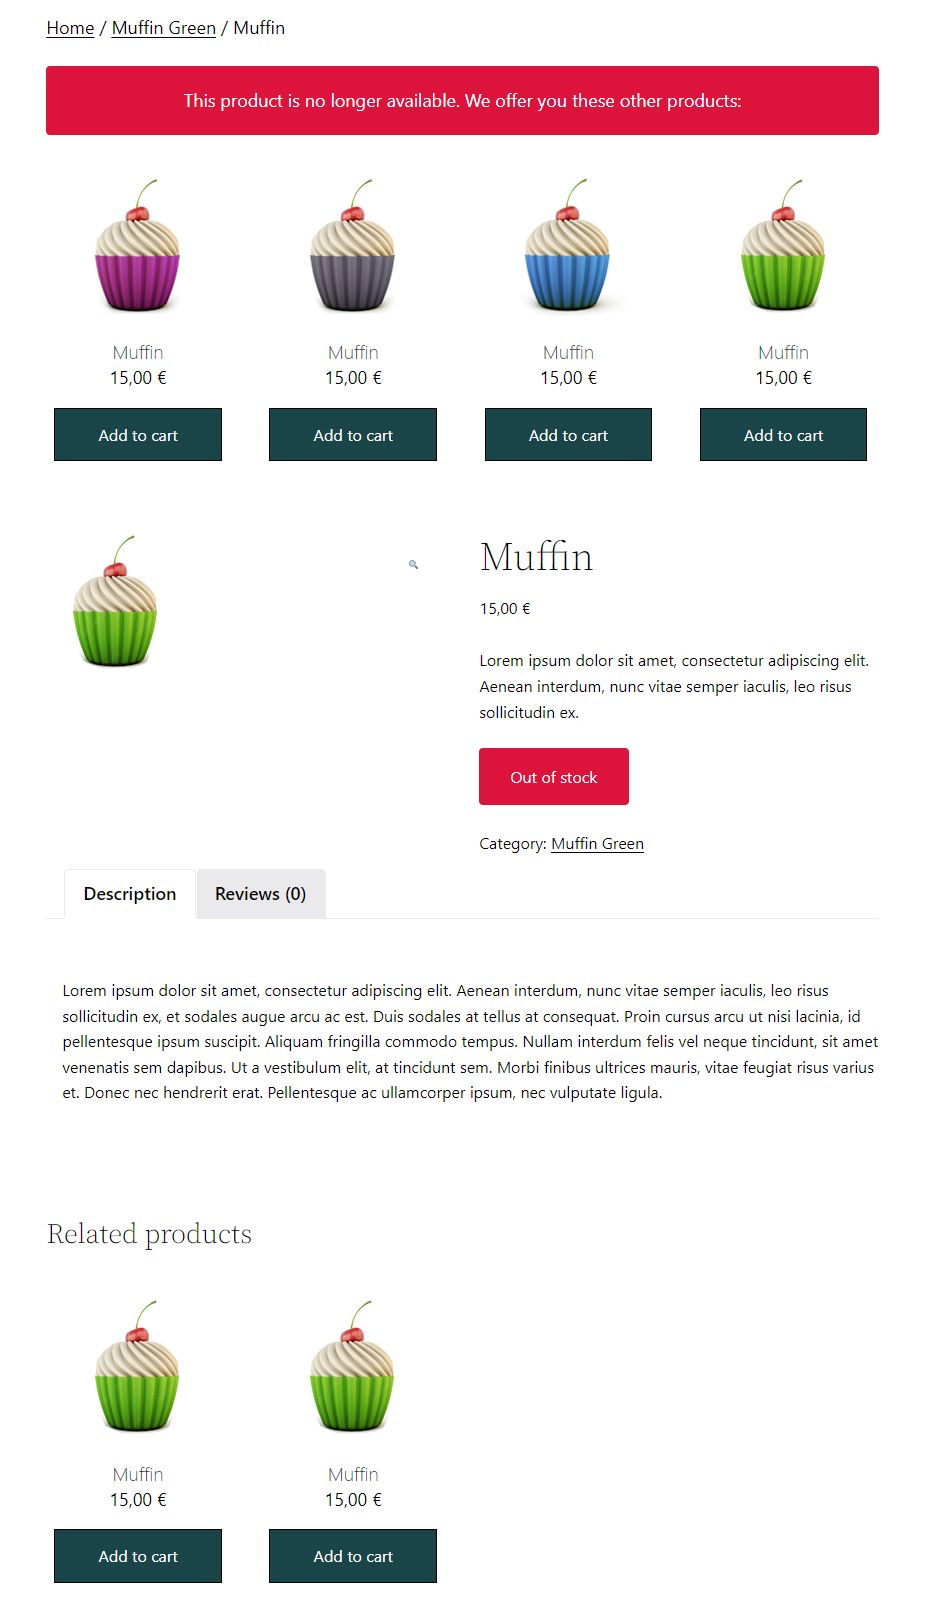 Home / Muffin Green / Muffin
This product is no longer available. We offer you these other products:
Muffin Muffin Muffin Muffin
15,00 € 15,00 € 15,00 € 15,00 €
Add to cart Add to cart Add to cart Add to cart
Muffin
15,00 €
Lorem ipsum dolor sit amet, consectetur adipiscing elit.
Aenean interdum, nunc vitae semper iaculis, leo risus
sollicitudin ex.
Out of stock
Category: Muffin Green
Description Reviews (0)
Lorem ipsum dolor sit amet, consectetur adipiscing elit. Aenean interdum, nunc vitae semper iaculis, leo risus
sollicitudin ex, et sodales augue arcu ac est. Duis sodales at tellus at consequat. Proin cursus arcu ut nisi lacinia, id
pellentesque ipsum suscipit. Aliquam fringilla commodo tempus. Nullam interdum felis vel neque tincidunt, sit amet
venenatis sem dapibus. Ut a vestibulum elit, at tincidunt sem. Morbi finibus ultrices mauris, vitae feugiat risus varius
et. Donec nec hendrerit erat. Pellentesque ac ullamcorper ipsum, nec vulputate ligula.
Related products
Muffin Muffin
15,00 € 15,00 €
Add to cart Add to cart